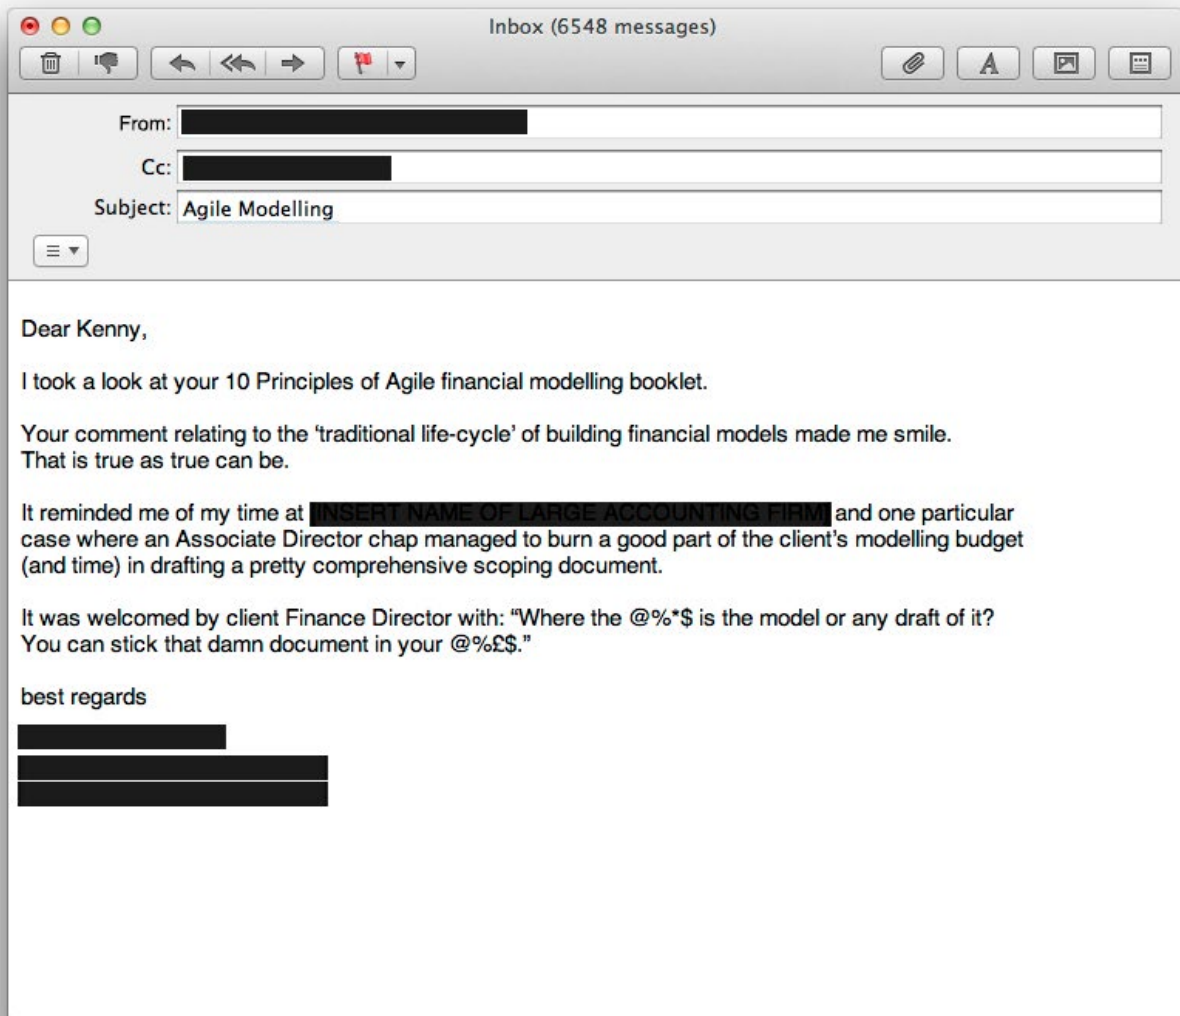 Inbox (6548 messages)
From:
Cc:
Subject: Agile Modelling
Dear Kenny,
I took a look at your 10 Principles of Agile financial modelling booklet.
Your comment relating to the ‘traditional life-cycle’ of building financial models made me smile.
That is true as true can be.
It reminded me of my time at [INSERT NAME OF LARGE ACCOUNTING FIRM] and one particular
case where an Associate Director chap managed to burn a good part of the client’s modelling budget
(and time) in drafting a pretty comprehensive scoping document.
It was welcomed by client Finance Director with: “Where the @%*$ is the model or any draft of it?
You can stick that damn document in your @%£$.”
best regards